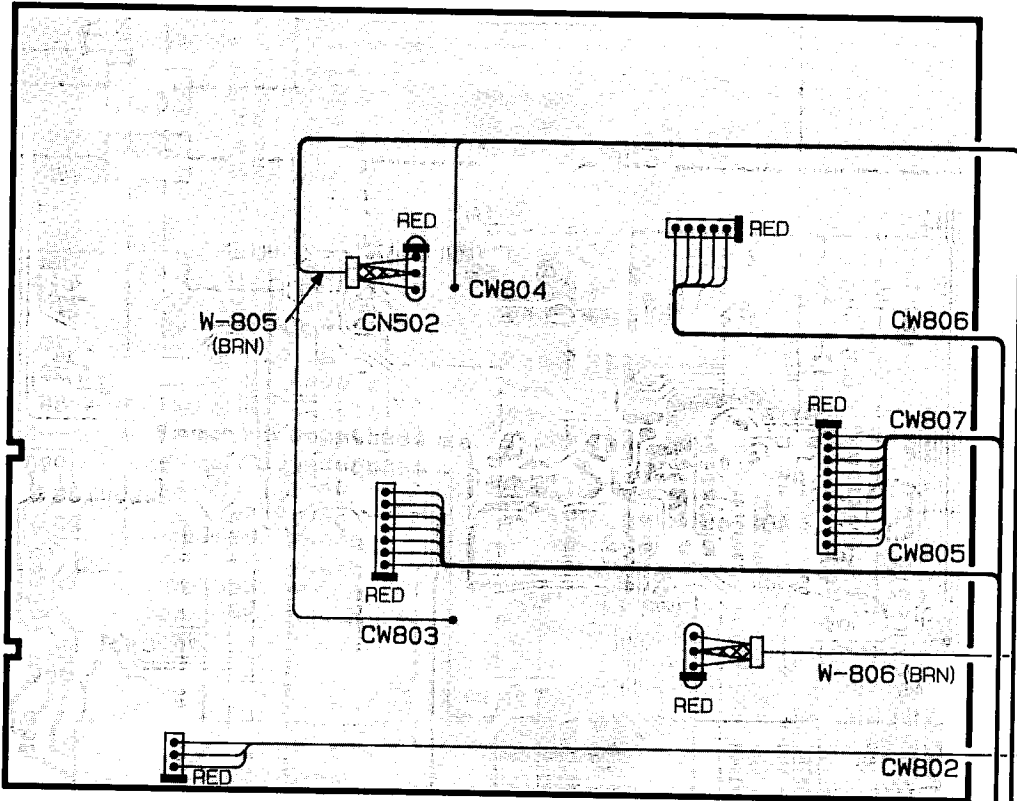 RED
RED
CW804
W-805
(BRN)
CN502
CW806
RED
CW807
CW805
RED
CW803
W-806 (BRN)
RED
RED
CW802